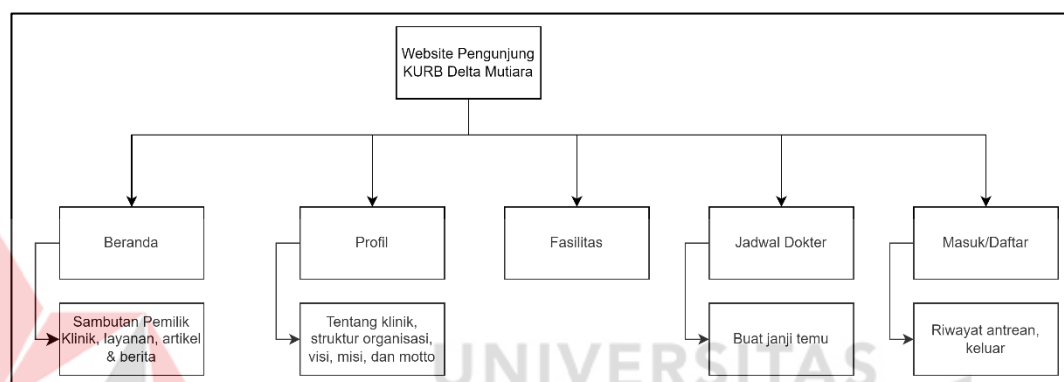 Website Pengunjung
KURB Delta Mutiara
Beranda
Profil
Fasilitas
Jadwal Dokter
Masuk/Daftar
Sambutan Pemilik
Klinik, layanan, artikel
& berita
Tentang klinik,
struktur organisasi,
visi, misi, dan motto
Buat janji temu
Riwayat antrean,
keluar
UNIVERSITAS